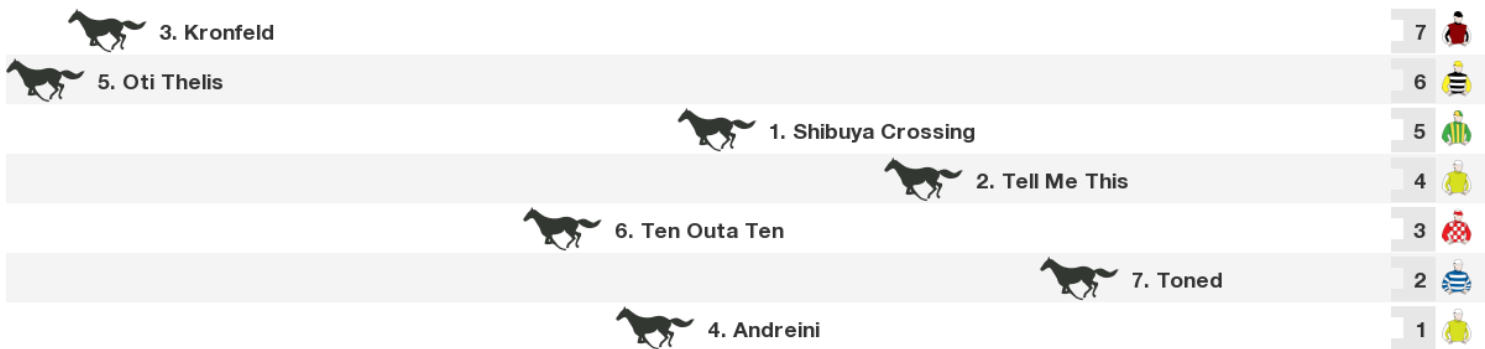 3. Kronfeld 7
5. Oti Thelis 6
1. Shibuya Crossing 5
2. Tell Me This 4
6. Ten Outa Ten 3
7. Toned 2
4. Andreini 1